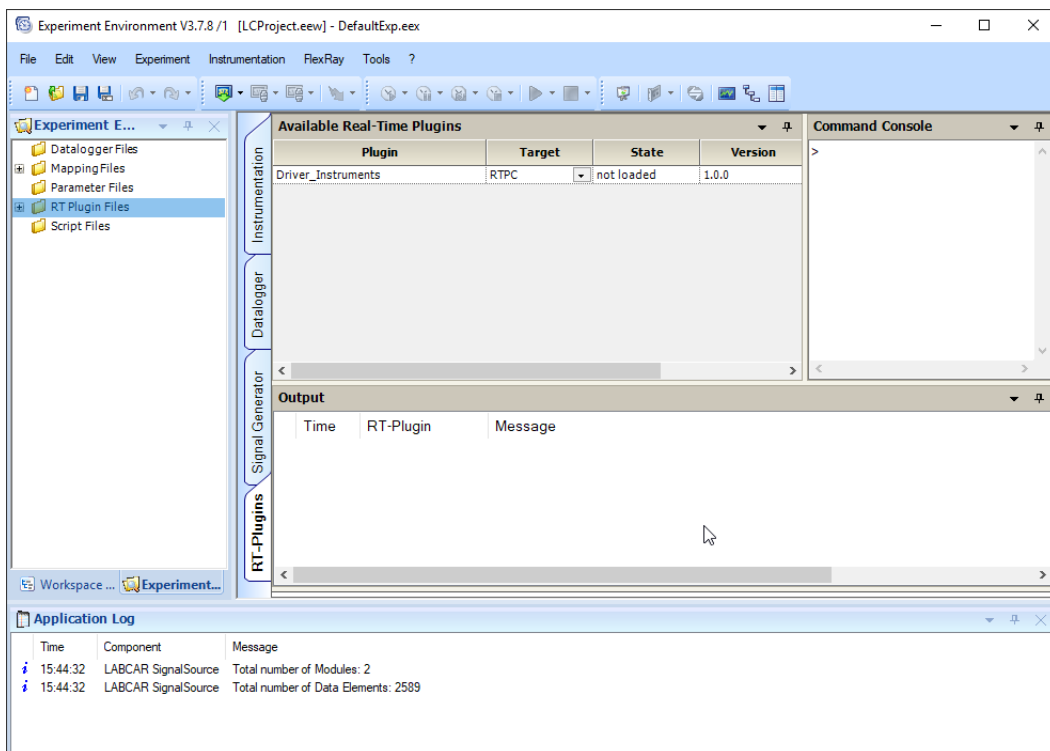 Experiment Environment V3.7.8 /1 [LCProject.eew] - DefaultExp.eex
File Edit View Experiment Instrumentation FlexRay Tools ?
Experiment E...
Datalogger Files
Mapping Files
Parameter Files
RT Plugin Files
Script Files
Workspace ... Experiment...
Instrumentation
Datalogger
Signal Generator
RT-Plugins
Available Real-Time Plugins
Plugin Target State Version
Driver_Instruments RTPC not loaded 1.0.0
Command Console
>
Output
Time RT-Plugin Message
Application Log
Time Component Message
15:44:32 LABCAR SignalSource Total number of Modules: 2
15:44:32 LABCAR SignalSource Total number of Data Elements: 2589